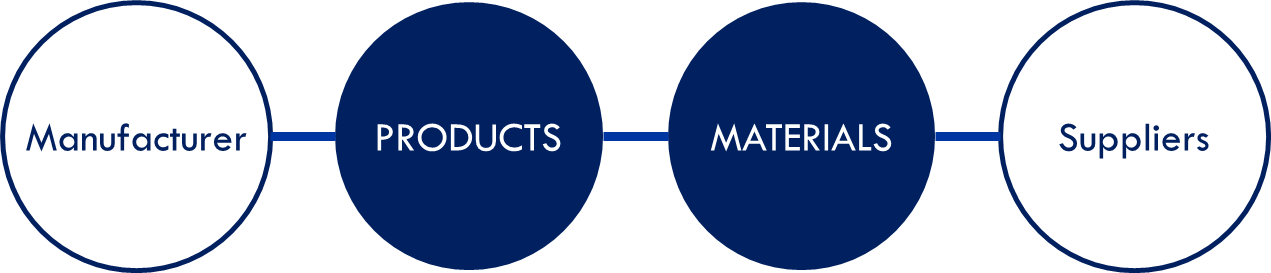 Manufacturer
PRODUCTS
MATERIALS
Suppliers